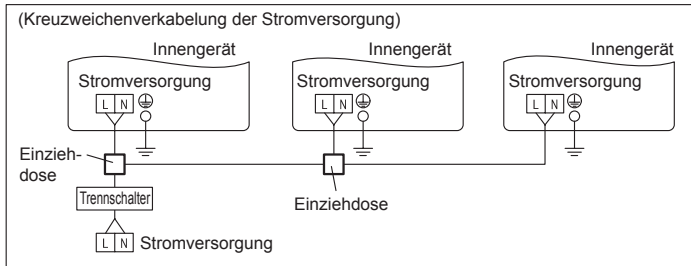 (Kreuzweichenverkabelung der Stromversorgung)
Innengerät Innengerät Innengerät
Stromversorgung Stromversorgung Stromversorgung
L N L N L N
Einzieh-
dose
Trennschalter
Einziehdose
L N Stromversorgung